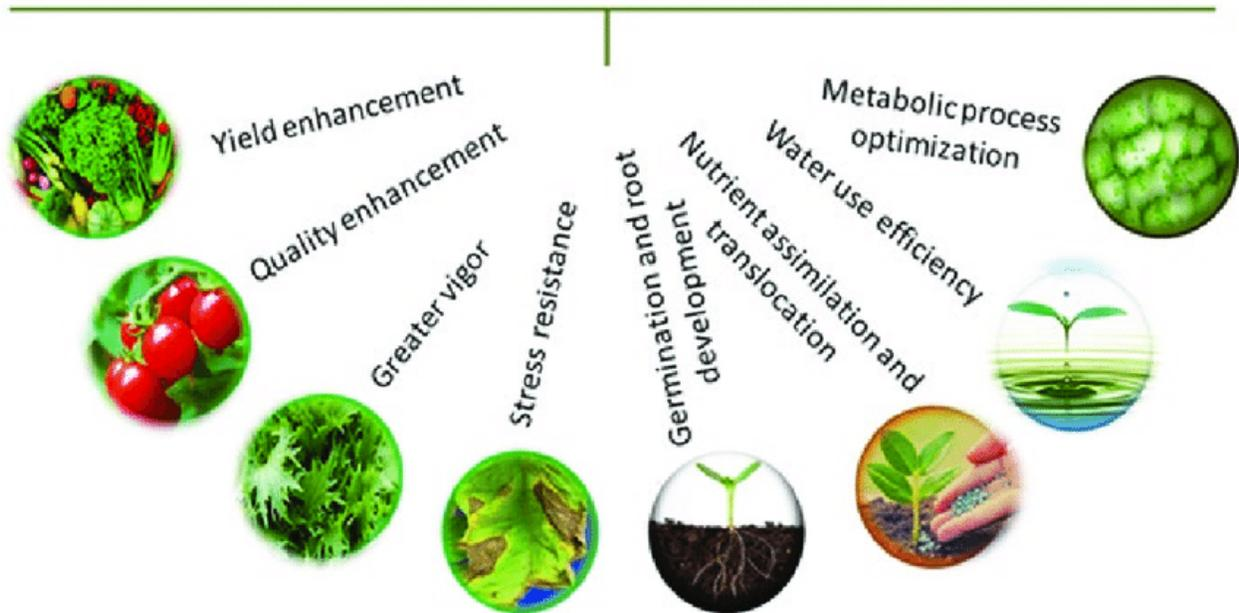 Yield enhancement
Quality enhancement
Greater vigor
Stress resistance
Germination and root
development
Nutrient assimilation and
translocation
Water use efficiency
Metabolic process
optimization